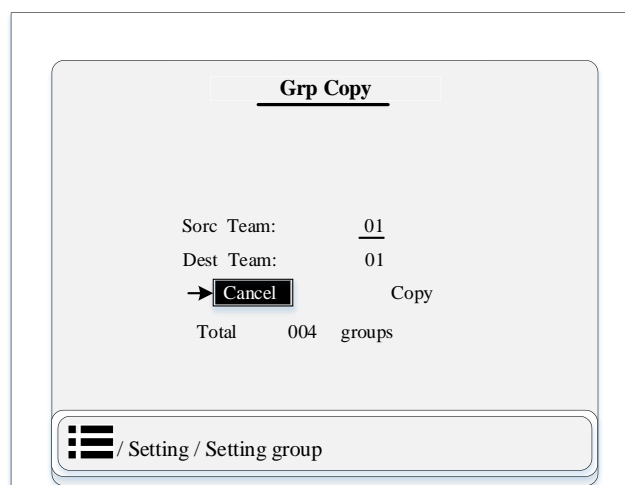 Grp Copy
Sorc Team: 01
Dest Team: 01
Cancel Copy
Total 004 groups
/ Setting / Setting group